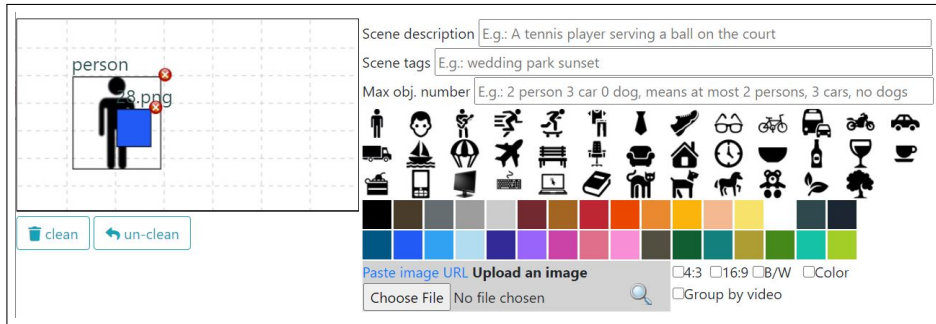 person
28.png
clean
un-clean
Scene description E.g.: A tennis player serving a ball on the court
Scene tags E.g.: wedding park sunset
Max obj. number E.g.: 2 person 3 car 0 dog, means at most 2 persons, 3 cars, no dogs
Paste image URL Upload an image
Choose File No file chosen
4:3 16:9 B/W Color
Group by video